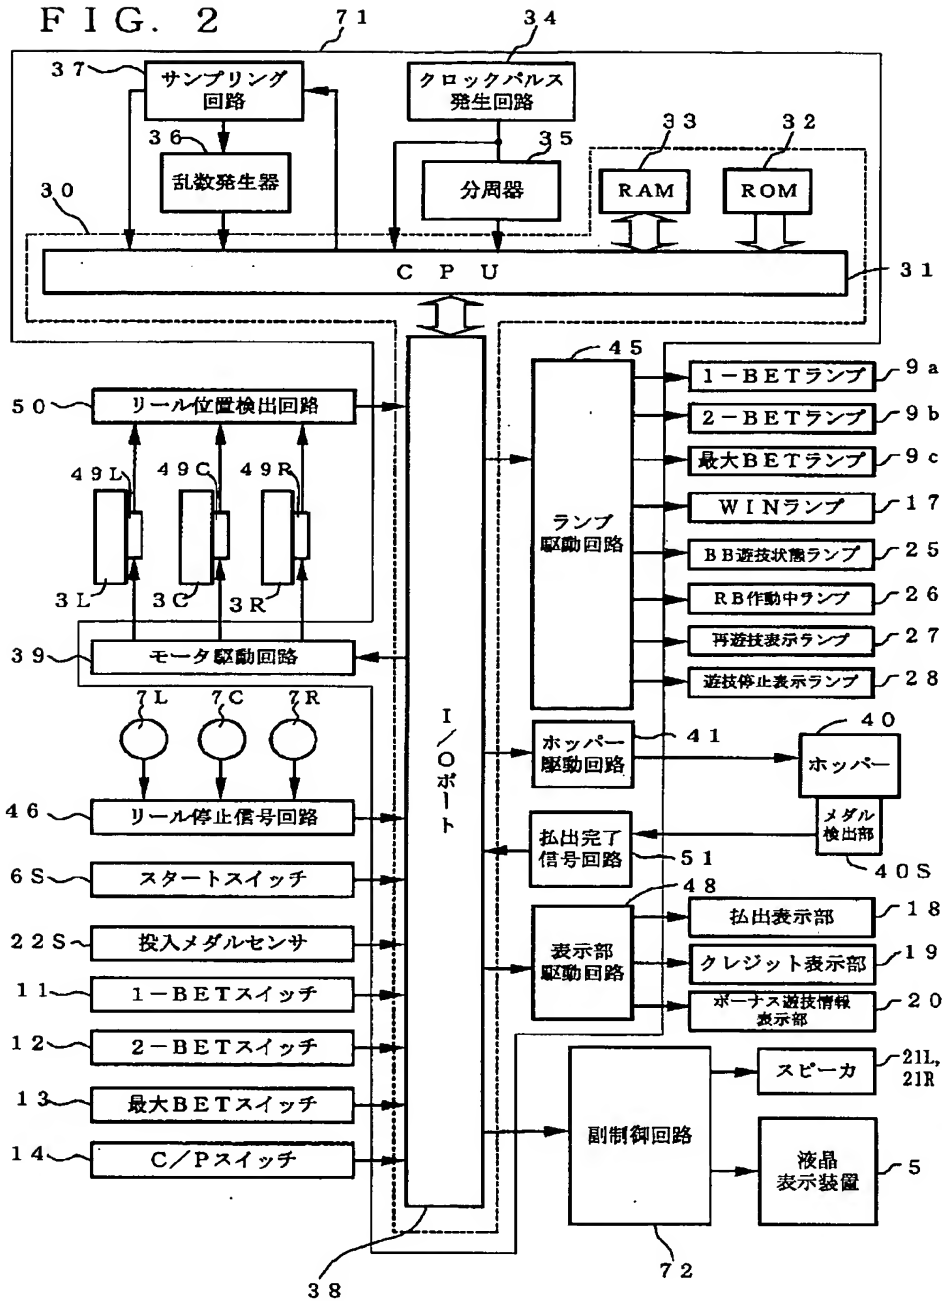 FIG. 2
71
34
37
サンプリング
回路
クロックパルス
発生回路
36
35
33
32
乱数発生器
分周器
RAM
ROM
30
CPU
31
45
1-BETランプ
9a
50
リール位置検出回路
2-BETランプ
9b
49L
49C
49R
最大BETランプ
9c
ランプ
駆動回路
WINランプ
17
BB遊技状態ランプ
25
3L
3C
3R
RB作動中ランプ
26
39
モータ駆動回路
再遊技表示ランプ
27
遊技停止表示ランプ
28
7L
7C
7R
I/Oポート
ホッパー
駆動回路
41
40
ホッパー
46
リール停止信号回路
メダル
検出部
払出完了
信号回路
51
40S
6S
スタートスイッチ
48
22S
投入メダルセンサ
表示部
駆動回路
払出表示部
18
クレジット表示部
19
11
1-BETスイッチ
ボーナス遊技情報
表示部
20
12
2-BETスイッチ
スピーカ
21L,
21R
13
最大BETスイッチ
副制御回路
14
C/Pスイッチ
液晶
表示装置
5
38
72